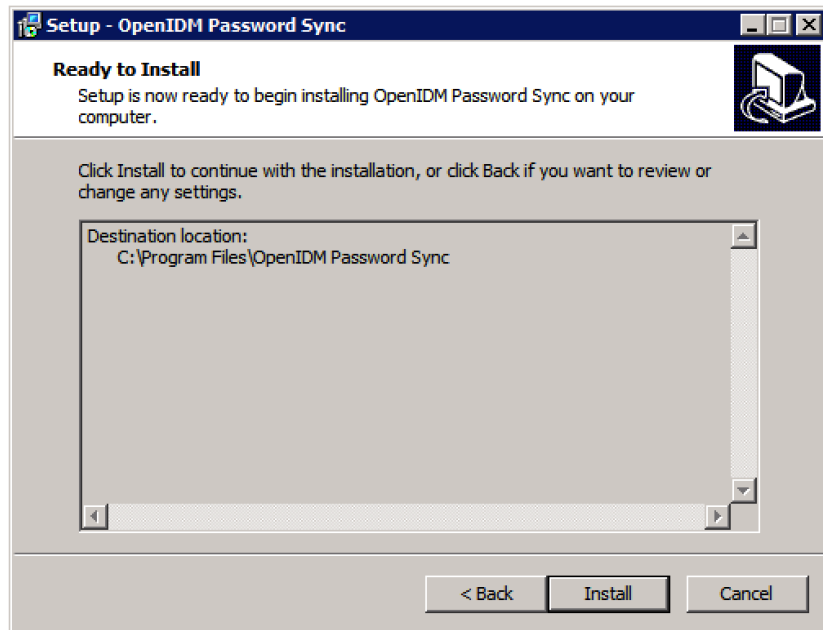 Setup - OpenIDM Password Sync
Ready to Install
Setup is now ready to begin installing OpenIDM Password Sync on your
computer.
Click Install to continue with the installation, or click Back if you want to review or
change any settings.
Destination location:
C:\Program Files\OpenIDM Password Sync
< Back
Install
Cancel